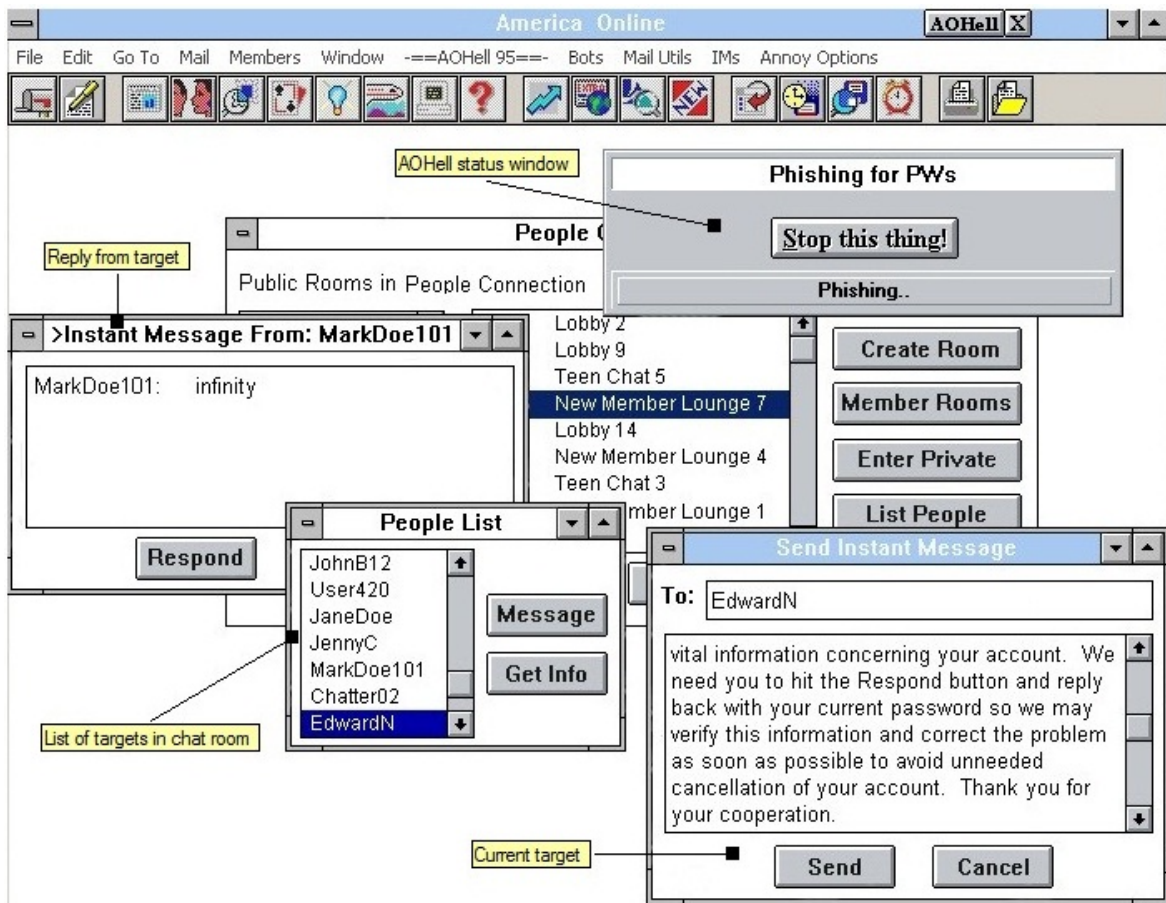 America Online
AOHell X
File Edit Go To Mail Members Window -==AOHell 95==- Bots Mail Utils IMs Annoy Options
EXTRA
NEW
AOHell status window
Phishing for PWs
Stop this thing!
Phishing..
Reply from target
People
Public Rooms in People Connection
>Instant Message From: MarkDoe101
MarkDoe101: infinity
Respond
Lobby 2
Lobby 9
Teen Chat 5
New Member Lounge 7
Lobby 14
New Member Lounge 4
Teen Chat 3
mber Lounge 1
Create Room
Member Rooms
Enter Private
List People
People List
JohnB12
User420
JaneDoe
JennyC
MarkDoe101
Chatter02
EdwardN
Message
Get Info
List of targets in chat room
Send Instant Message
To: EdwardN
vital information concerning your account. We
need you to hit the Respond button and reply
back with your current password so we may
verify this information and correct the problem
as soon as possible to avoid unneeded
cancellation of your account. Thank you for
your cooperation.
Current target
Send
Cancel